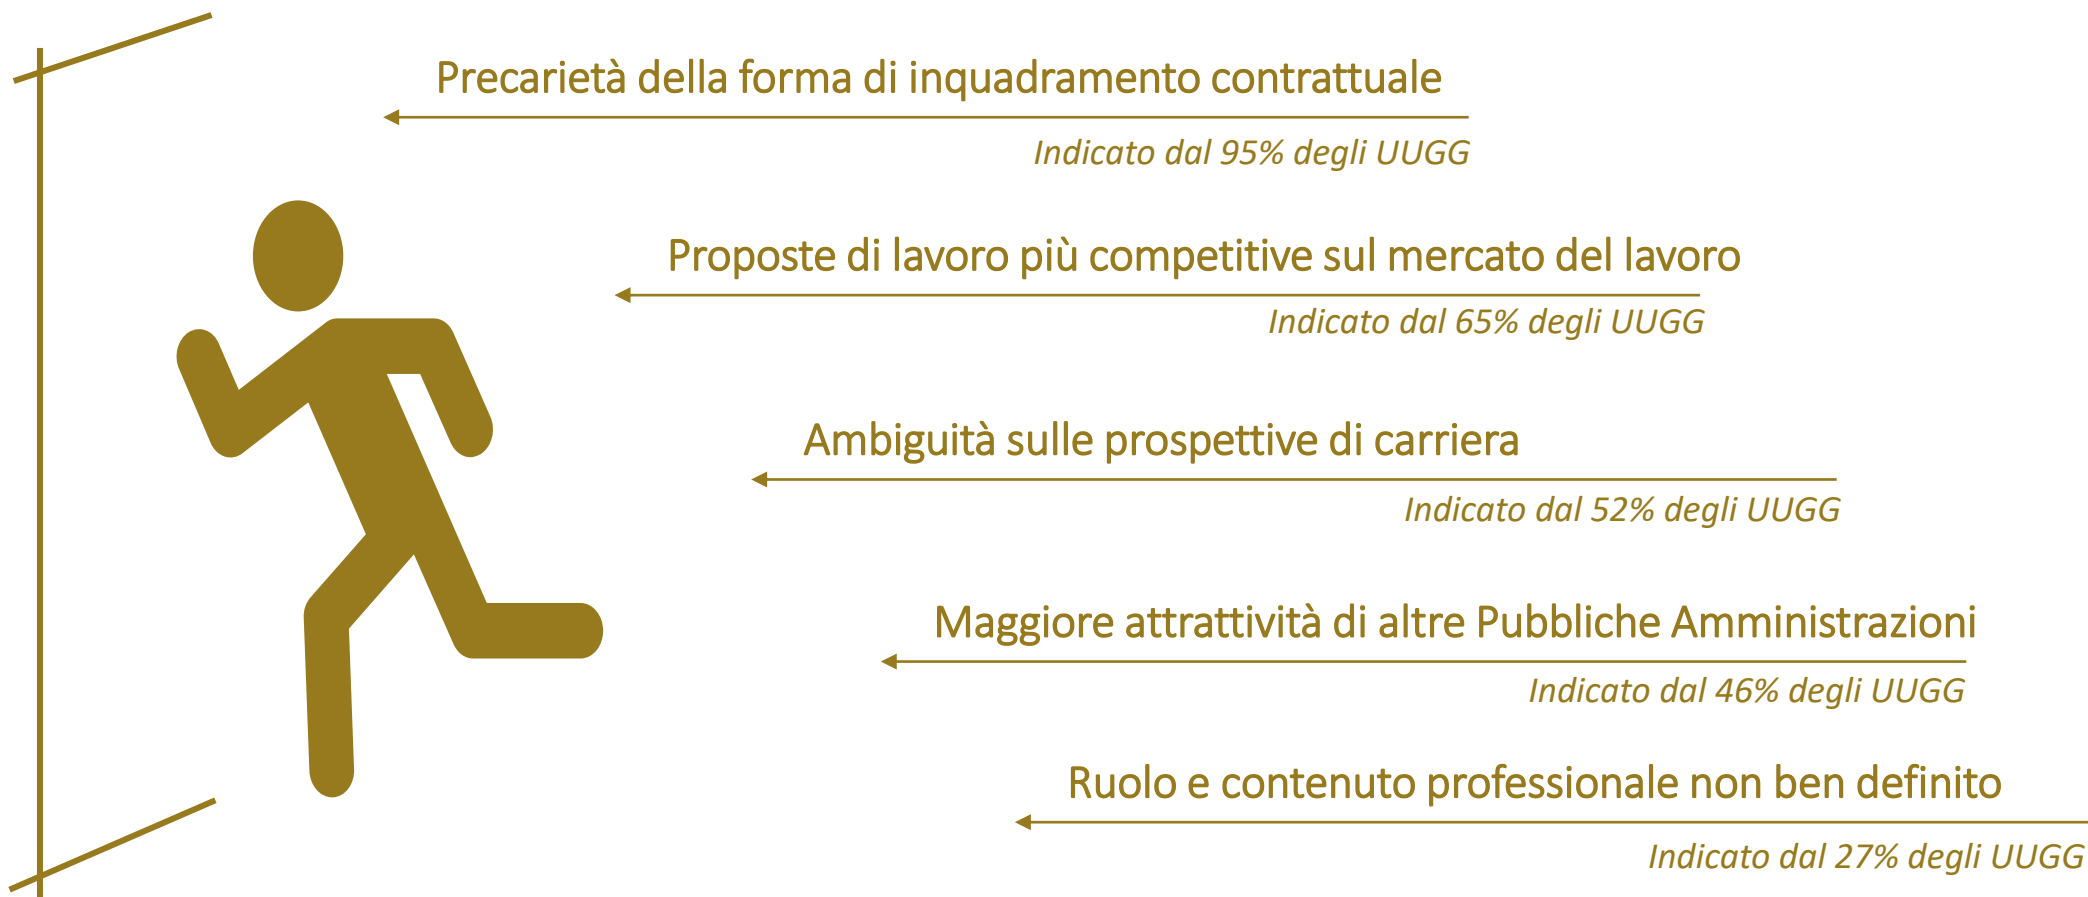 Precarietà della forma di inquadramento contrattuale
Indicato dal 95% degli UUGG
Proposte di lavoro più competitive sul mercato del lavoro
Indicato dal 65% degli UUGG
Ambiguità sulle prospettive di carriera
Indicato dal 52% degli UUGG
Maggiore attrattività di altre Pubbliche Amministrazioni
Indicato dal 46% degli UUGG
Ruolo e contenuto professionale non ben definito
Indicato dal 27% degli UUGG